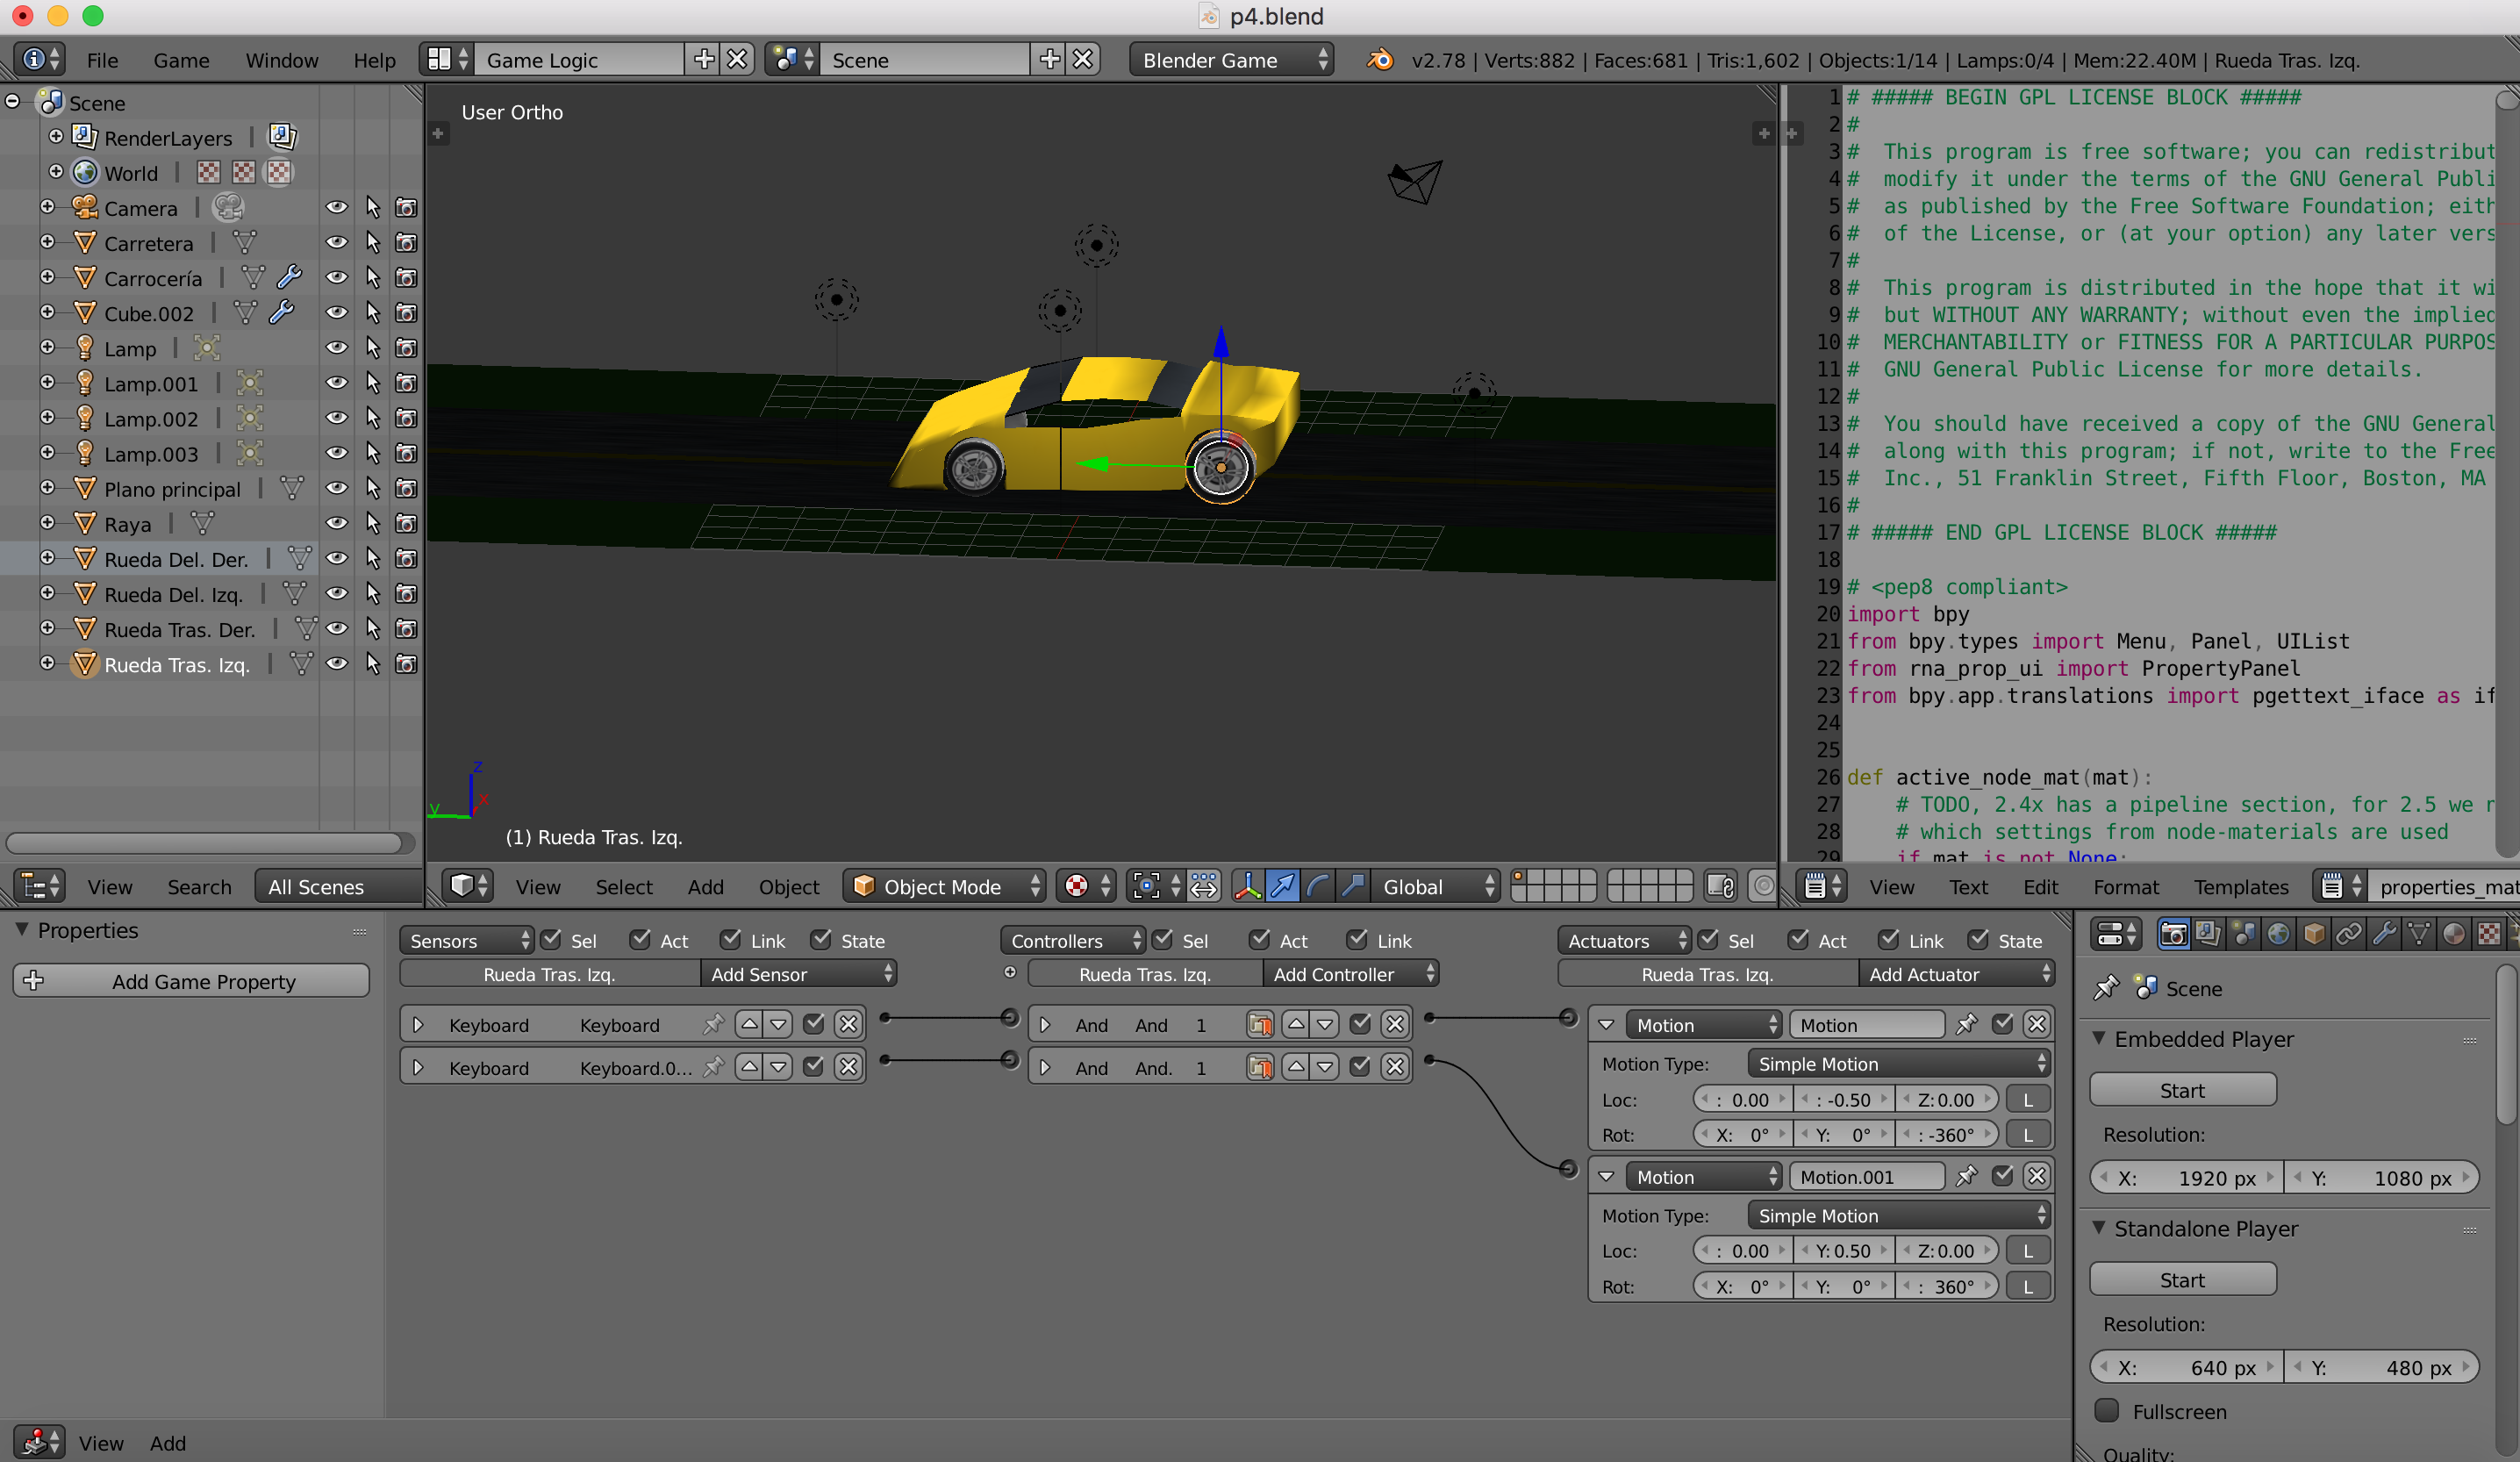 p4.blend
File Game Window Help Game Logic Scene Blender Game v2.78 | Verts:882 | Faces:681 | Tris:1,602 | Objects:1/14 | Lamps:0/4 | Mem:22.40M | Rueda Tras. Izq.
Scene
RenderLayers
World
Camera
Carretera
Carrocería
Cube.002
Lamp
Lamp.001
Lamp.002
Lamp.003
Plano principal
Raya
Rueda Del. Der.
Rueda Del. Izq.
Rueda Tras. Der.
Rueda Tras. Izq.
View Search All Scenes
User Ortho
z
x
y
(1) Rueda Tras. Izq.
View Select Add Object Object Mode Global
1 # ##### BEGIN GPL LICENSE BLOCK #####
2 #
3 # This program is free software; you can redistribut
4 # modify it under the terms of the GNU General Publi
5 # as published by the Free Software Foundation; eith
6 # of the License, or (at your option) any later vers
7 #
8 # This program is distributed in the hope that it wi
9 # but WITHOUT ANY WARRANTY; without even the implied
10 # MERCHANTABILITY or FITNESS FOR A PARTICULAR PURPOS
11 # GNU General Public License for more details.
12 #
13 # You should have received a copy of the GNU General
14 # along with this program; if not, write to the Free
15 # Inc., 51 Franklin Street, Fifth Floor, Boston, MA
16 #
17 # ##### END GPL LICENSE BLOCK #####
18
19 # <pep8 compliant>
20 import bpy
21 from bpy.types import Menu, Panel, UIList
22 from rna_prop_ui import PropertyPanel
23 from bpy.app.translations import pgettext_iface as if
24
25
26 def active_node_mat(mat):
27 # TODO, 2.4x has a pipeline section, for 2.5 we r
28 # which settings from node-materials are used
29 if mat is not None:
View Text Edit Format Templates properties_mat
Properties
Add Game Property
Sensors Sel Act Link State
Rueda Tras. Izq. Add Sensor
Keyboard Keyboard
Keyboard Keyboard.0...
Controllers Sel Act Link
Rueda Tras. Izq. Add Controller
And And 1
And And. 1
Actuators Sel Act Link State
Rueda Tras. Izq. Add Actuator
Motion Motion
Motion Type: Simple Motion
Loc: : 0.00 : -0.50 Z:0.00 L
Rot: X: 0° Y: 0° : -360° L
Motion Motion.001
Motion Type: Simple Motion
Loc: : 0.00 Y:0.50 Z:0.00 L
Rot: X: 0° Y: 0° : 360° L
View Add
Scene
Embedded Player
Start
Resolution:
X: 1920 px Y: 1080 px
Standalone Player
Start
Resolution:
X: 640 px Y: 480 px
Fullscreen
Quality: